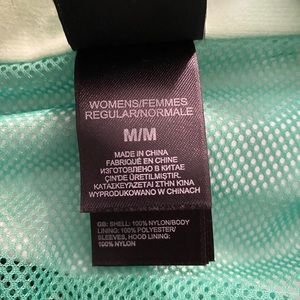 WOMENS/FEMMES
REGULAR/NORMALE
M/M
MADE IN CHINA
FABRIQUÉ EN CHINE
ИЗГОТОВЛЕНО В КИТАЕ
ÇİN'DE ÜRETİLMİŞTİR.
ΚΑΤΑΣΚΕΥΑΖΕΤΑΙ ΣΤΗΝ ΚΙΝΑ
WYPRODUKOWANO W CHINACH
GB: SHELL: 100% NYLON/BODY
LINING: 100% POLYESTER/
SLEEVES, HOOD LINING:
100% NYLON